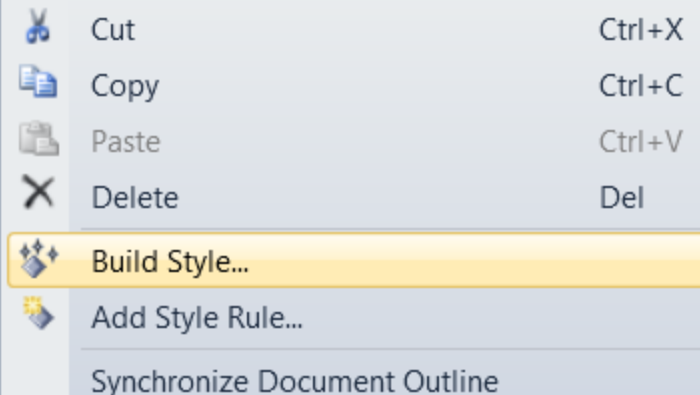 Cut Ctrl+X
Copy Ctrl+C
Paste Ctrl+V
Delete Del
Build Style...
Add Style Rule...
Synchronize Document Outline